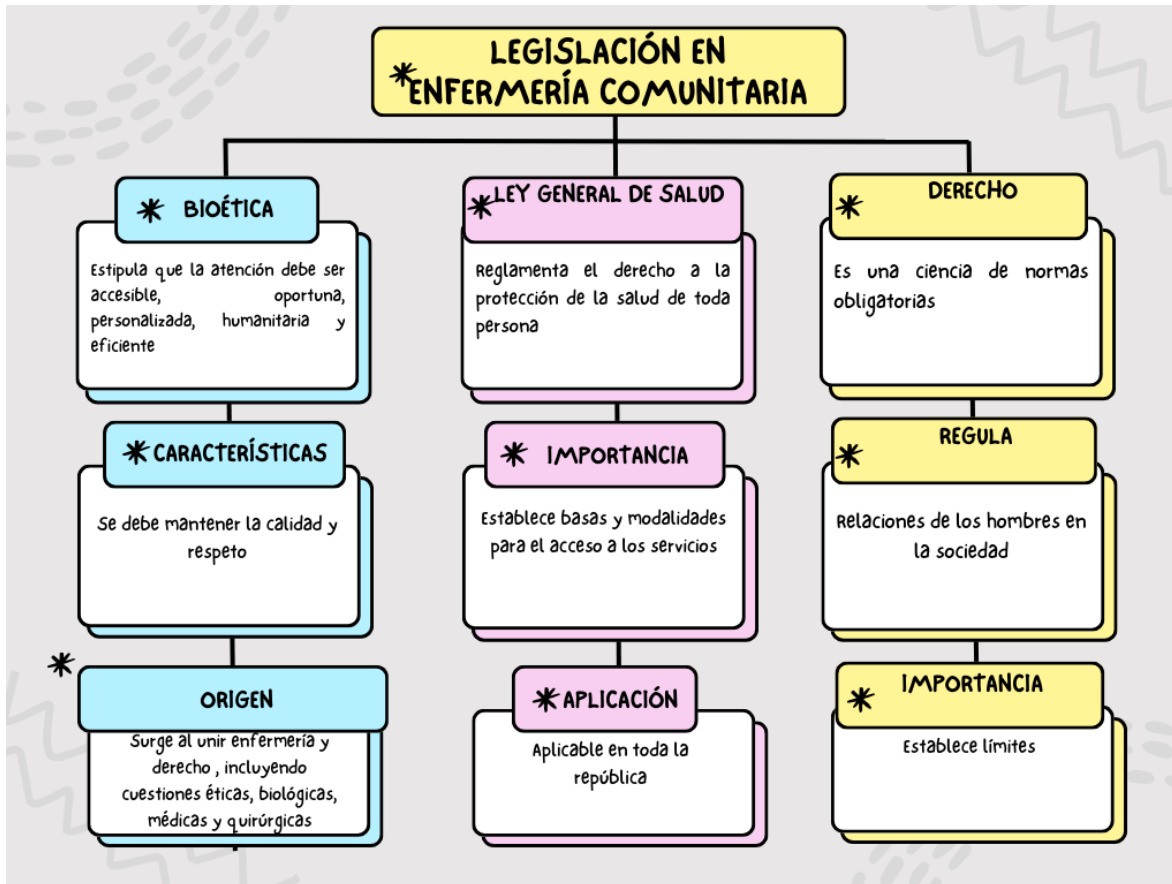 LEGISLACIÓN EN
ENFERMERÍA COMUNITARIA
BIOÉTICA
Estipula que la atención debe ser
accesible, oportuna,
personalizada, humanitaria y
eficiente
CARACTERÍSTICAS
Se debe mantener la calidad y
respeto
ORIGEN
Surge al unir enfermería y
derecho , incluyendo
cuestiones éticas, biológicas,
médicas y quirúrgicas
LEY GENERAL DE SALUD
Reglamenta el derecho a la
protección de la salud de toda
persona
IMPORTANCIA
Establece basas y modalidades
para el acceso a los servicios
APLICACIÓN
Aplicable en toda la
república
DERECHO
Es una ciencia de normas
obligatorias
REGULA
Relaciones de los hombres en
la sociedad
IMPORTANCIA
Establece límites